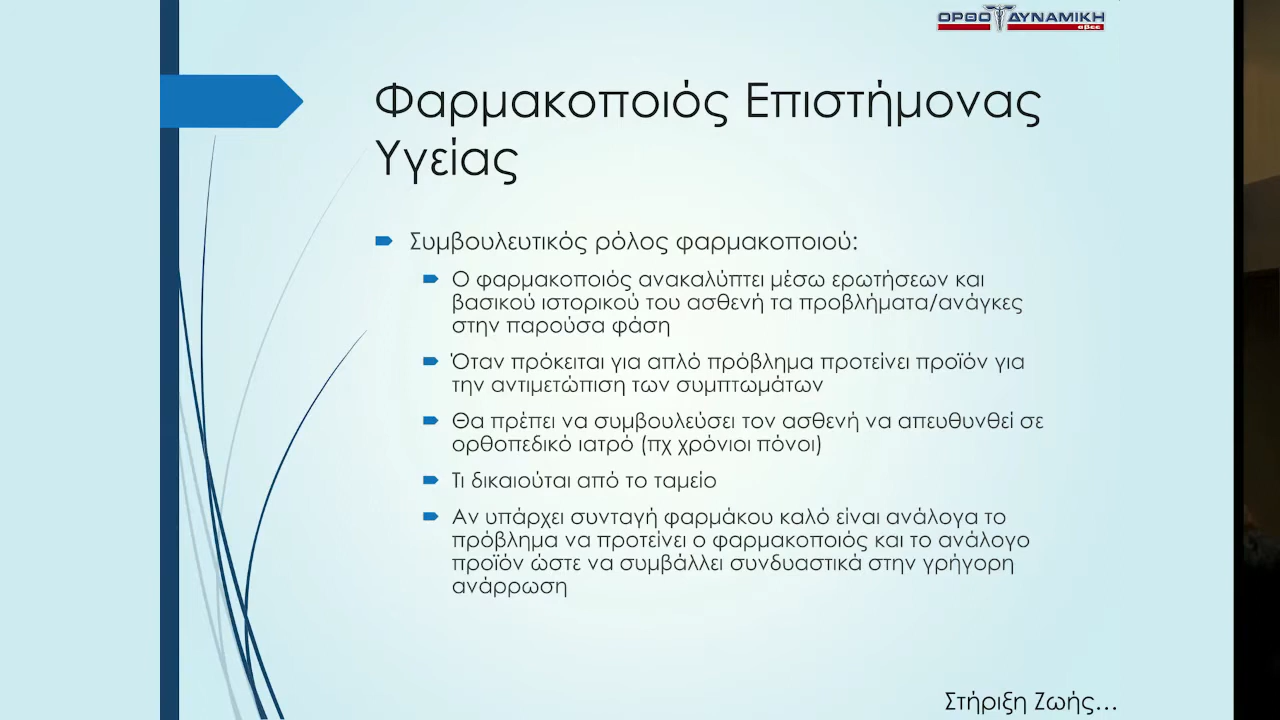 ΟΡΘΟ ΔΥΝΑΜΙΚΗ
αβεε
Φαρμακοποιός Επιστήμονας
Υγείας
Συμβουλευτικός ρόλος φαρμακοποιού:
Ο φαρμακοποιός ανακαλύπτει μέσω ερωτήσεων και
βασικού ιστορικού του ασθενή τα προβλήματα/ανάγκες
στην παρούσα φάση
Όταν πρόκειται για απλό πρόβλημα προτείνει προϊόν για
την αντιμετώπιση των συμπτωμάτων
Θα πρέπει να συμβουλεύσει τον ασθενή να απευθυνθεί σε
ορθοπεδικό ιατρό (πχ χρόνιοι πόνοι)
Τι δικαιούται από το ταμείο
Αν υπάρχει συνταγή φαρμάκου καλό είναι ανάλογα το
πρόβλημα να προτείνει ο φαρμακοποιός και το ανάλογο
προϊόν ώστε να συμβάλλει συνδυαστικά στην γρήγορη
ανάρρωση
Στήριξη Ζωής...